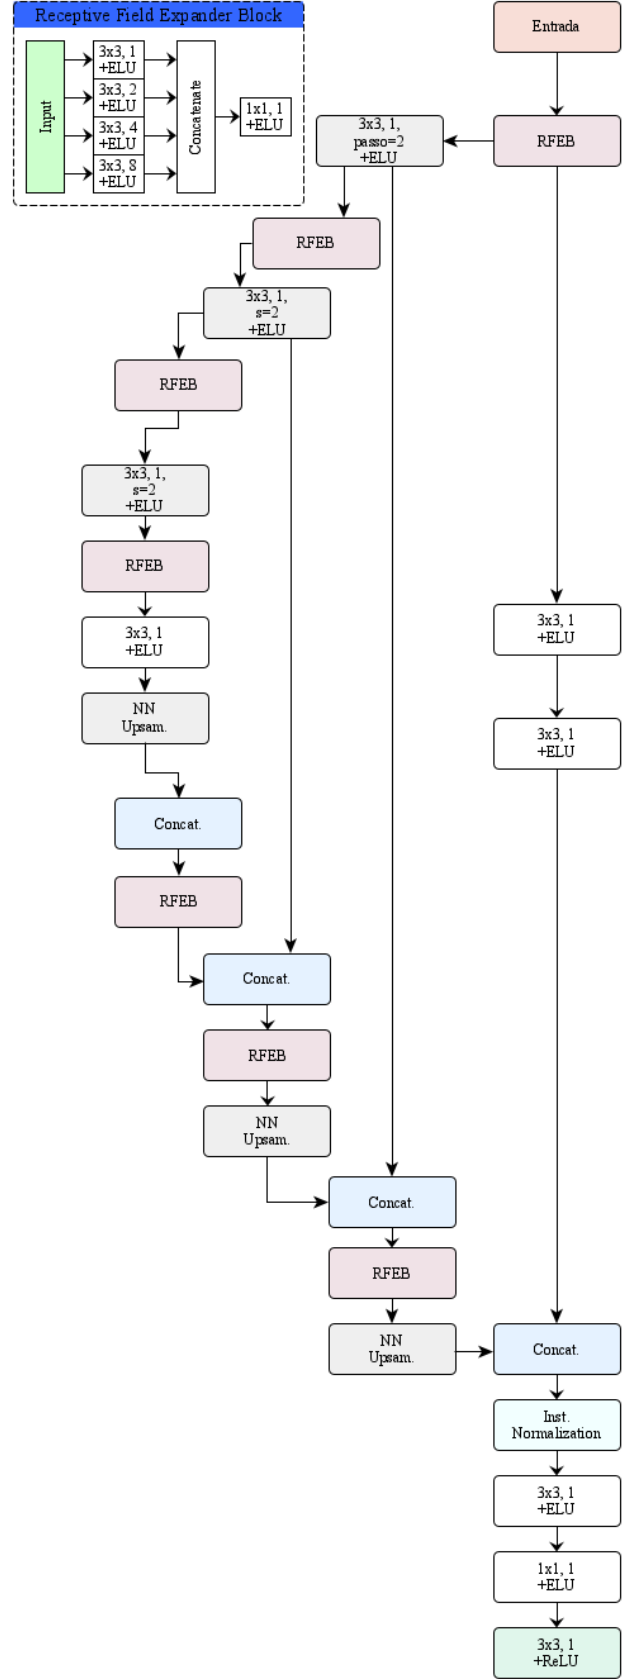 Receptive Field Expander Block
Input
3x3, 1
+ELU
3x3, 2
+ELU
3x3, 4
+ELU
3x3, 8
+ELU
Concatenate
1x1, 1
+ELU
Entrada
RFEB
3x3, 1,
passo=2
+ELU
RFEB
3x3, 1,
s=2
+ELU
RFEB
3x3, 1,
s=2
+ELU
RFEB
3x3, 1
+ELU
NN
Upsam.
Concat.
RFEB
Concat.
RFEB
NN
Upsam.
Concat.
RFEB
NN
Upsam.
3x3, 1
+ELU
3x3, 1
+ELU
Concat.
Inst.
Normalization
3x3, 1
+ELU
1x1, 1
+ELU
3x3, 1
+ReLU